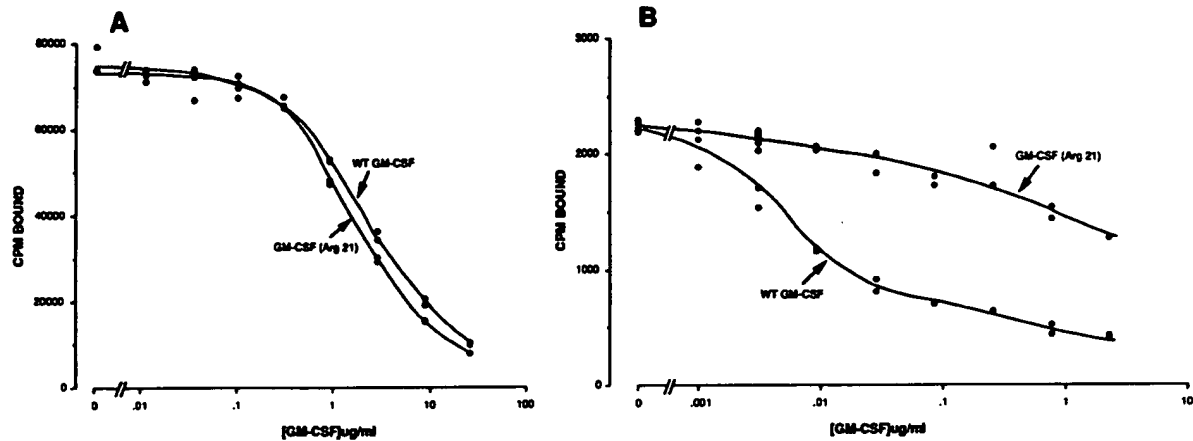 A
80000
60000
40000
20000
0
CPM BOUND
WT GM-CSF
GM-CSF (Arg 21)
0 .01 .1 1 10 100
[GM-CSF]ug/ml
B
3000
2000
1000
0
CPM BOUND
GM-CSF (Arg 21)
WT GM-CSF
0 .001 .01 .1 1 10
[GM-CSF]ug/ml